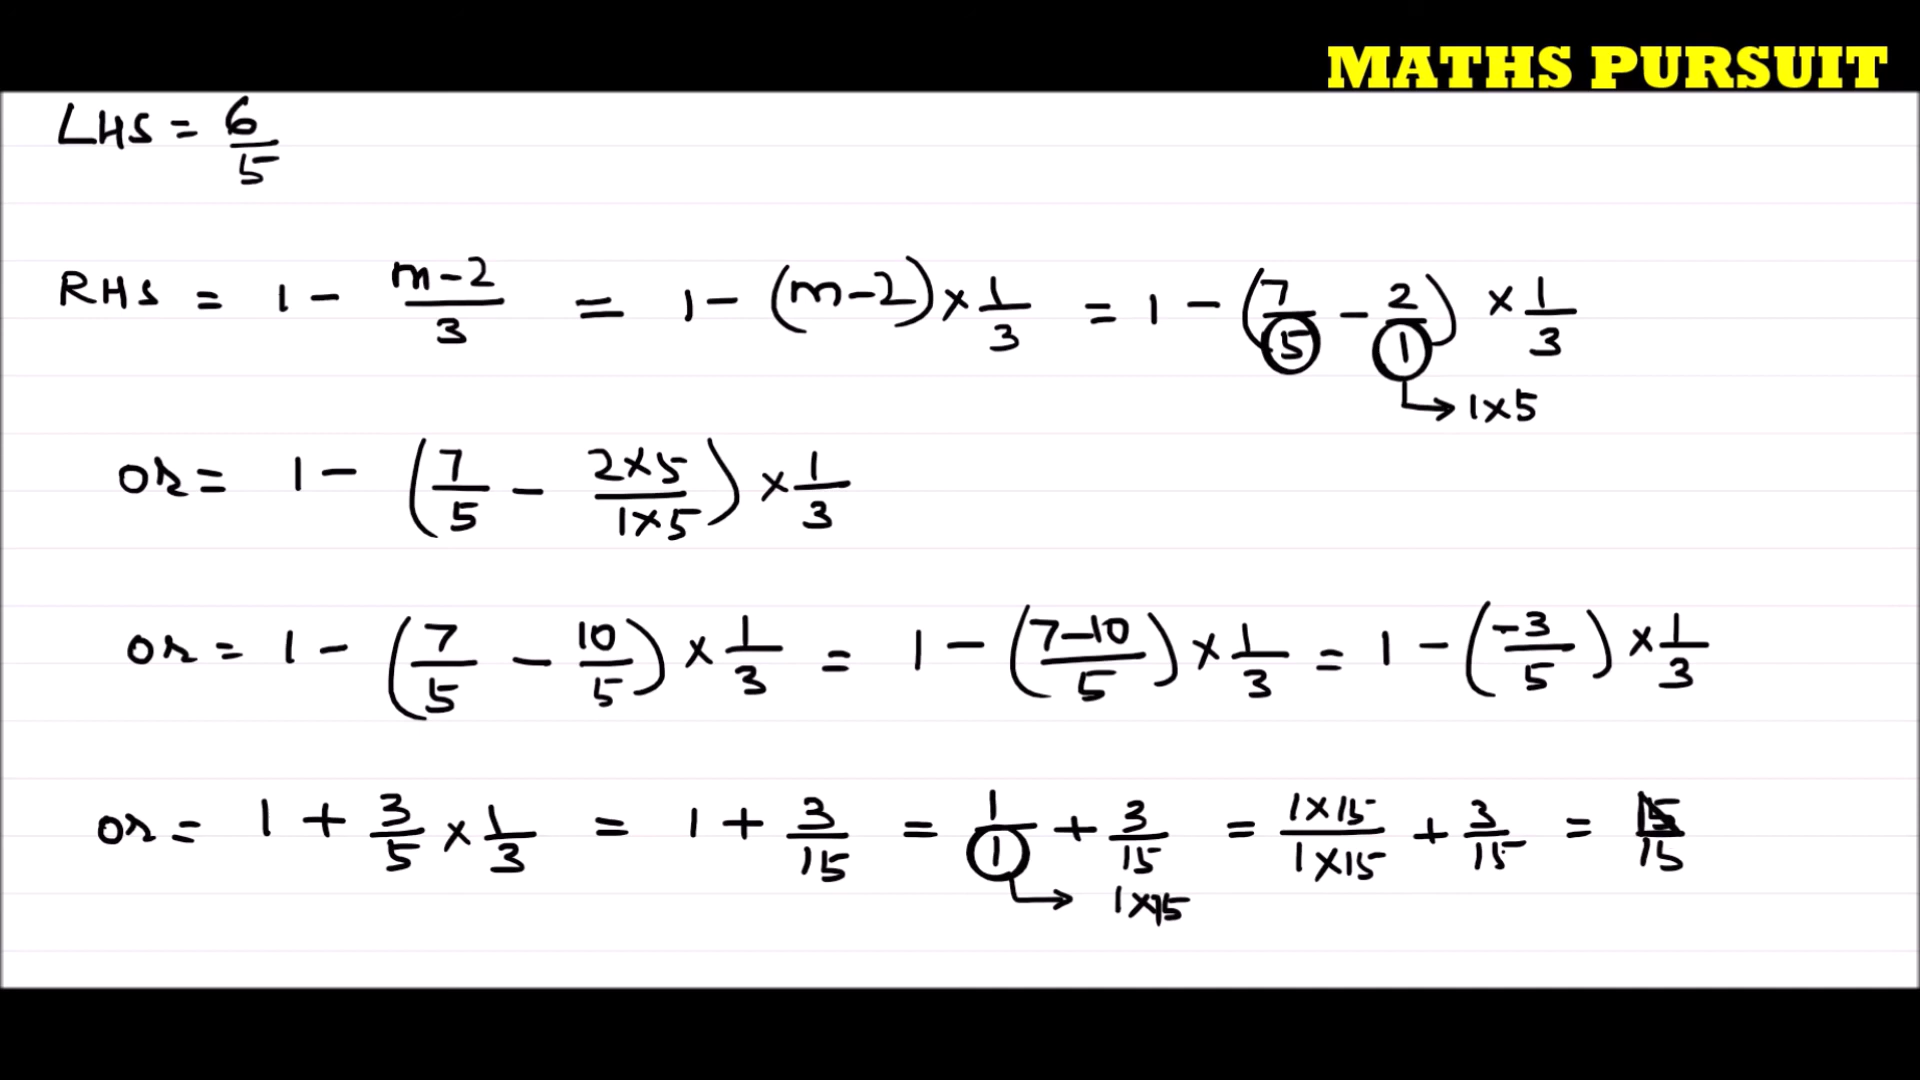 MATHS PURSUIT
LHS = 6/5
RHS = 1 - (m-2)/3 = 1 - (m-2) × 1/3 = 1 - (7/5 - 2/1) × 1/3
→ 1×5
or = 1 - (7/5 - (2×5)/(1×5)) × 1/3
or = 1 - (7/5 - 10/5) × 1/3 = 1 - ((7-10)/5) × 1/3 = 1 - (-3/5) × 1/3
or = 1 + 3/5 × 1/3 = 1 + 3/15 = 1/1 + 3/15 = (1×15)/(1×15) + 3/15 = 15/15
→ 1×15